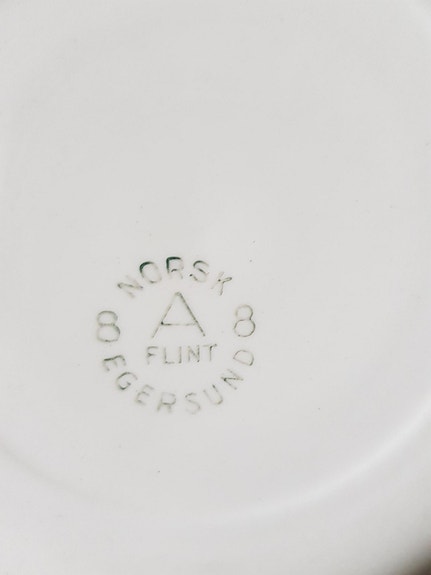 NORSK
8 A 8
FLINT
EGERSUND